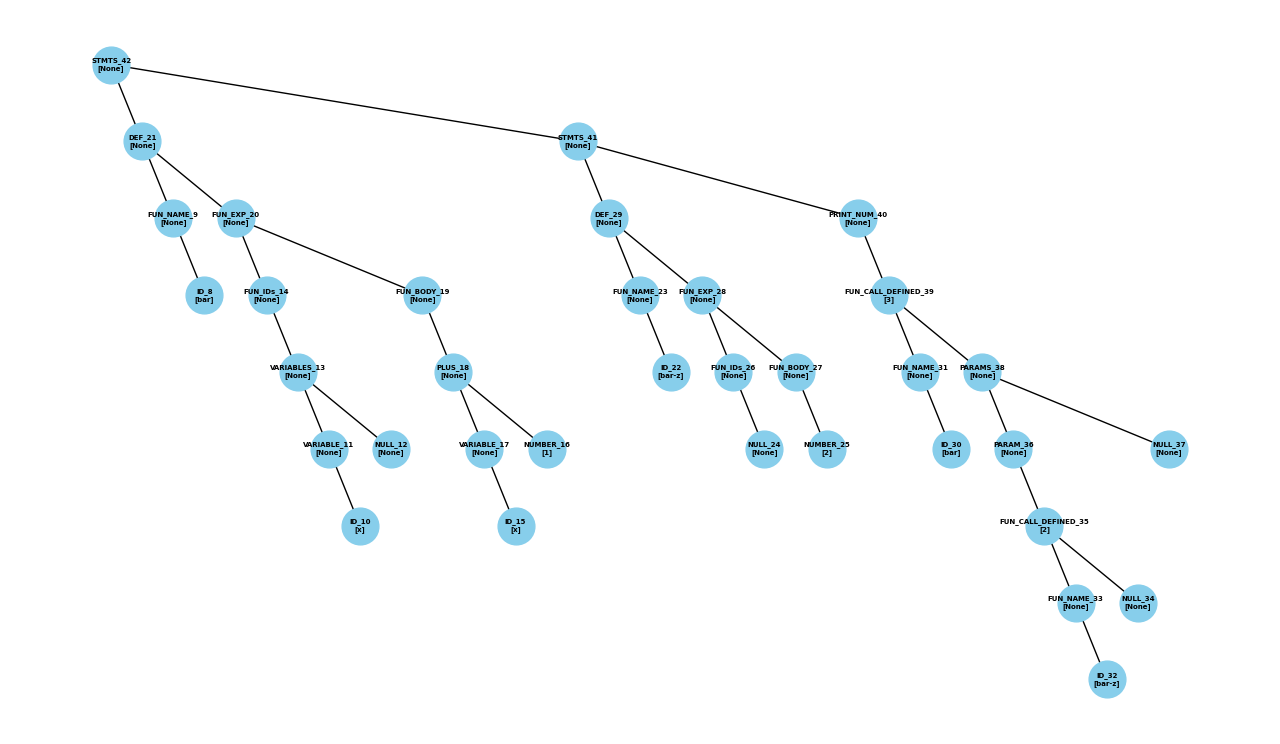 STMTS_42
[None]
DEF_21
[None]
STMTS_41
[None]
FUN_NAME_9
[None]
FUN_EXP_20
[None]
DEF_29
[None]
PRINT_NUM_40
[None]
ID_8
[bar]
FUN_IDs_14
[None]
FUN_BODY_19
[None]
FUN_NAME_23
[None]
FUN_EXP_28
[None]
FUN_CALL_DEFINED_39
[3]
VARIABLES_13
[None]
PLUS_18
[None]
ID_22
[bar-z]
FUN_IDs_26
[None]
FUN_BODY_27
[None]
FUN_NAME_31
[None]
PARAMS_38
[None]
VARIABLE_11
[None]
NULL_12
[None]
VARIABLE_17
[None]
NUMBER_16
[1]
NULL_24
[None]
NUMBER_25
[2]
ID_30
[bar]
PARAM_36
[None]
NULL_37
[None]
ID_10
[x]
ID_15
[x]
FUN_CALL_DEFINED_35
[2]
FUN_NAME_33
[None]
NULL_34
[None]
ID_32
[bar-z]